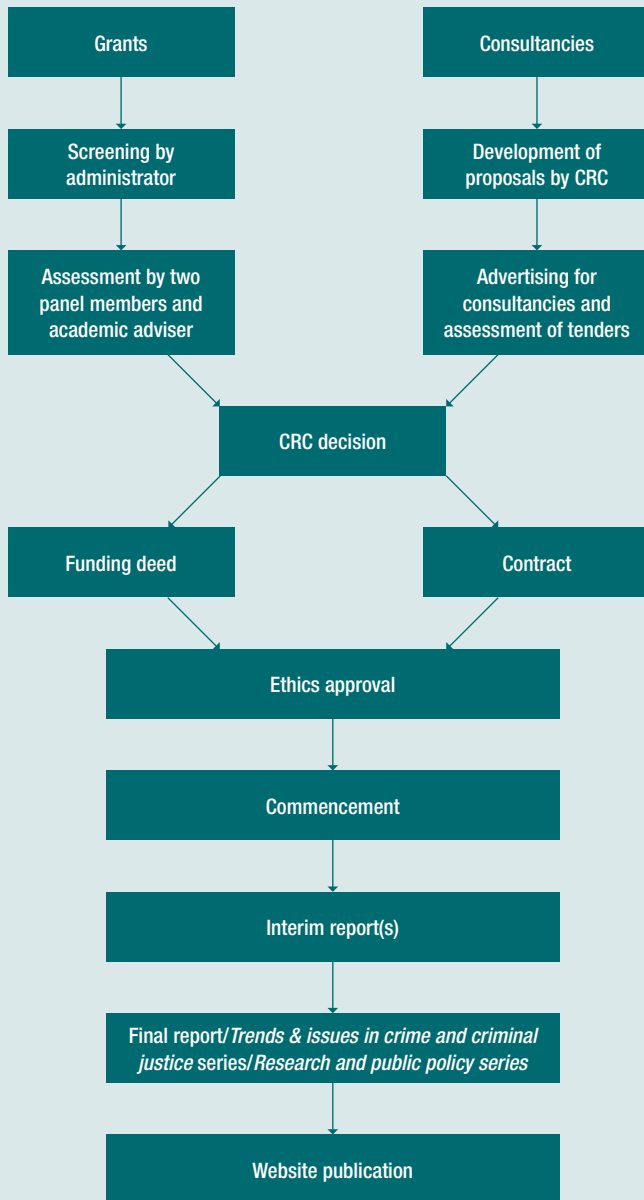 Grants
Consultancies
Screening by
administrator
Development of
proposals by CRC
Assessment by two
panel members and
academic adviser
Advertising for
consultancies and
assessment of tenders
CRC decision
Funding deed
Contract
Ethics approval
Commencement
Interim report(s)
Final report/Trends & issues in crime and criminal
justice series/Research and public policy series
Website publication